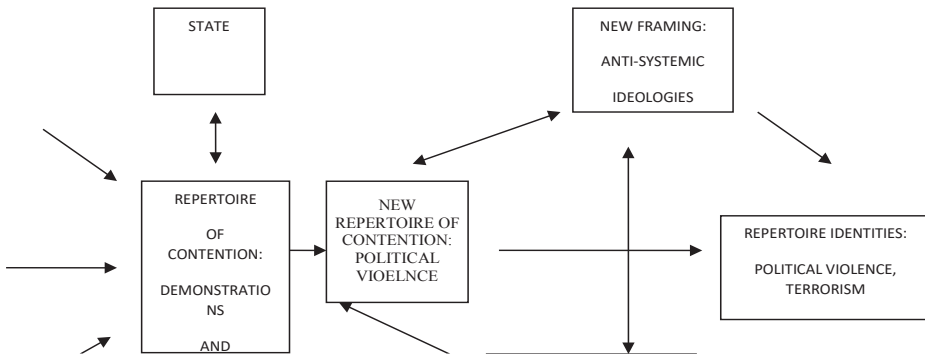 STATE
NEW FRAMING:
ANTI-SYSTEMIC
IDEOLOGIES
REPERTOIRE
OF
CONTENTION:
DEMONSTRATIO
NS
AND
NEW
REPERTOIRE OF
CONTENTION:
POLITICAL
VIOELNCE
REPERTOIRE IDENTITIES:
POLITICAL VIOLENCE,
TERRORISM